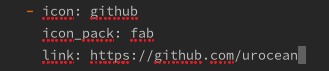 - icon: github
icon_pack: fab
link: https://github.com/urocean